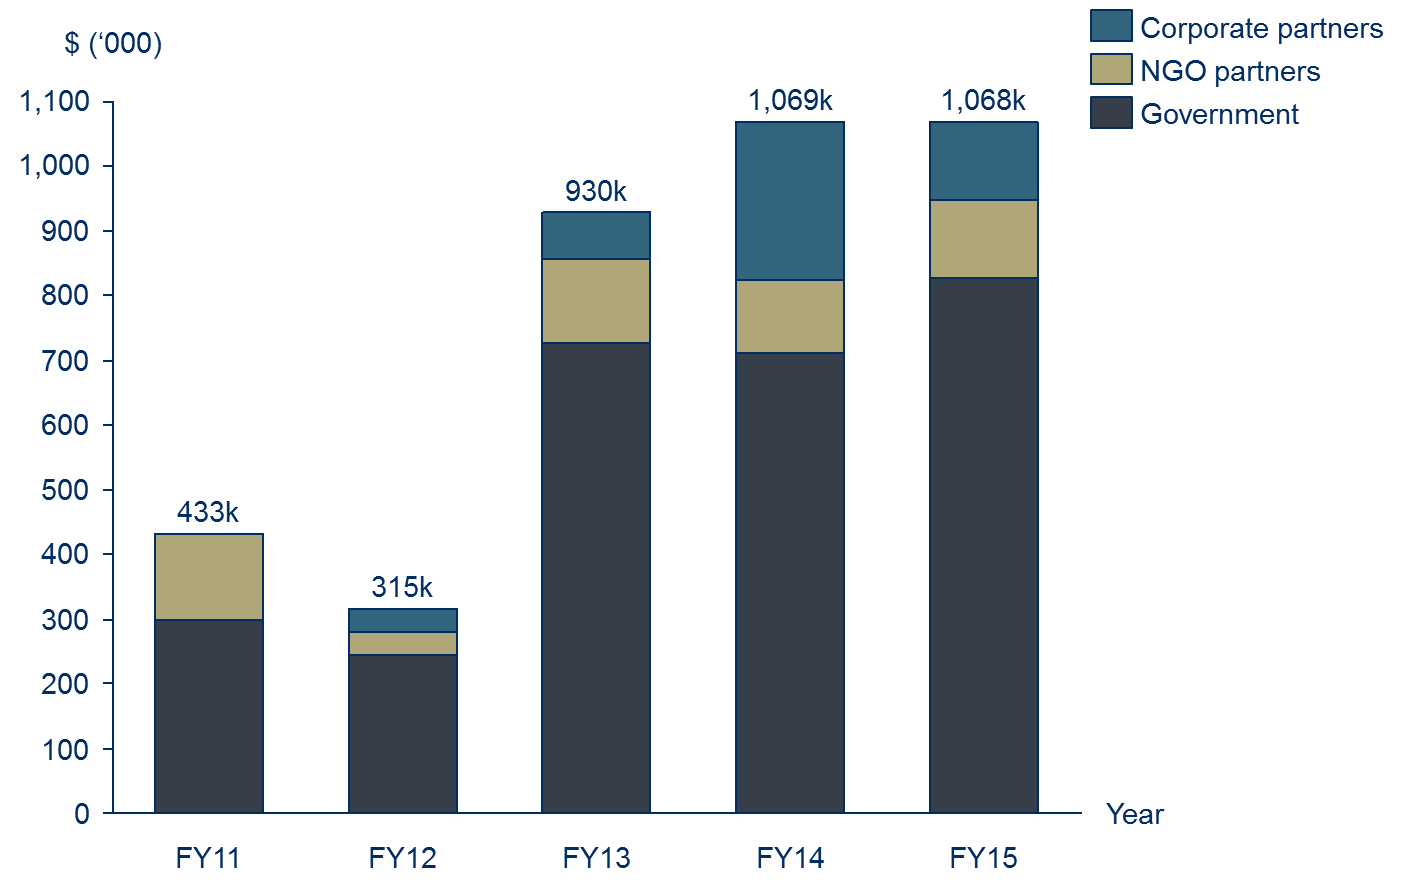 $ (‘000)
Corporate partners
NGO partners
Government
1,100
1,000
900
800
700
600
500
400
300
200
100
0
433k
315k
930k
1,069k
1,068k
FY11
FY12
FY13
FY14
FY15
Year